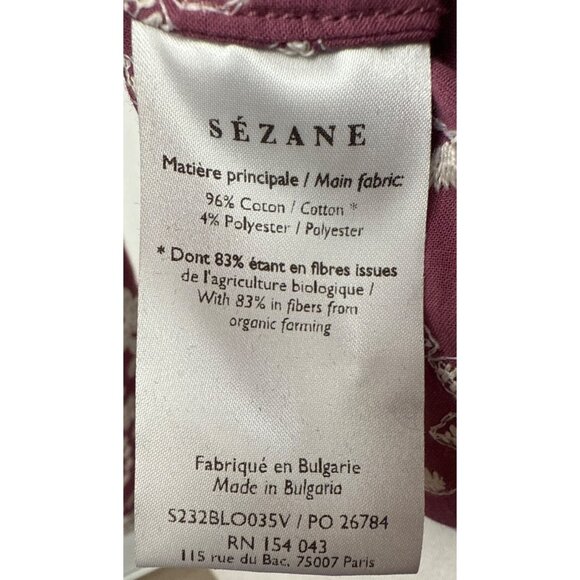 SÉZANE
Matière principale / Main fabric:
96% Coton / Cotton *
4% Polyester / Polyester
* Dont 83% étant en fibres issues
de l'agriculture biologique /
With 83% in fibers from
organic farming
Fabriqué en Bulgarie
Made in Bulgaria
S232BLO035V / PO 26784
RN 154 043
115 rue du Bac, 75007 Paris